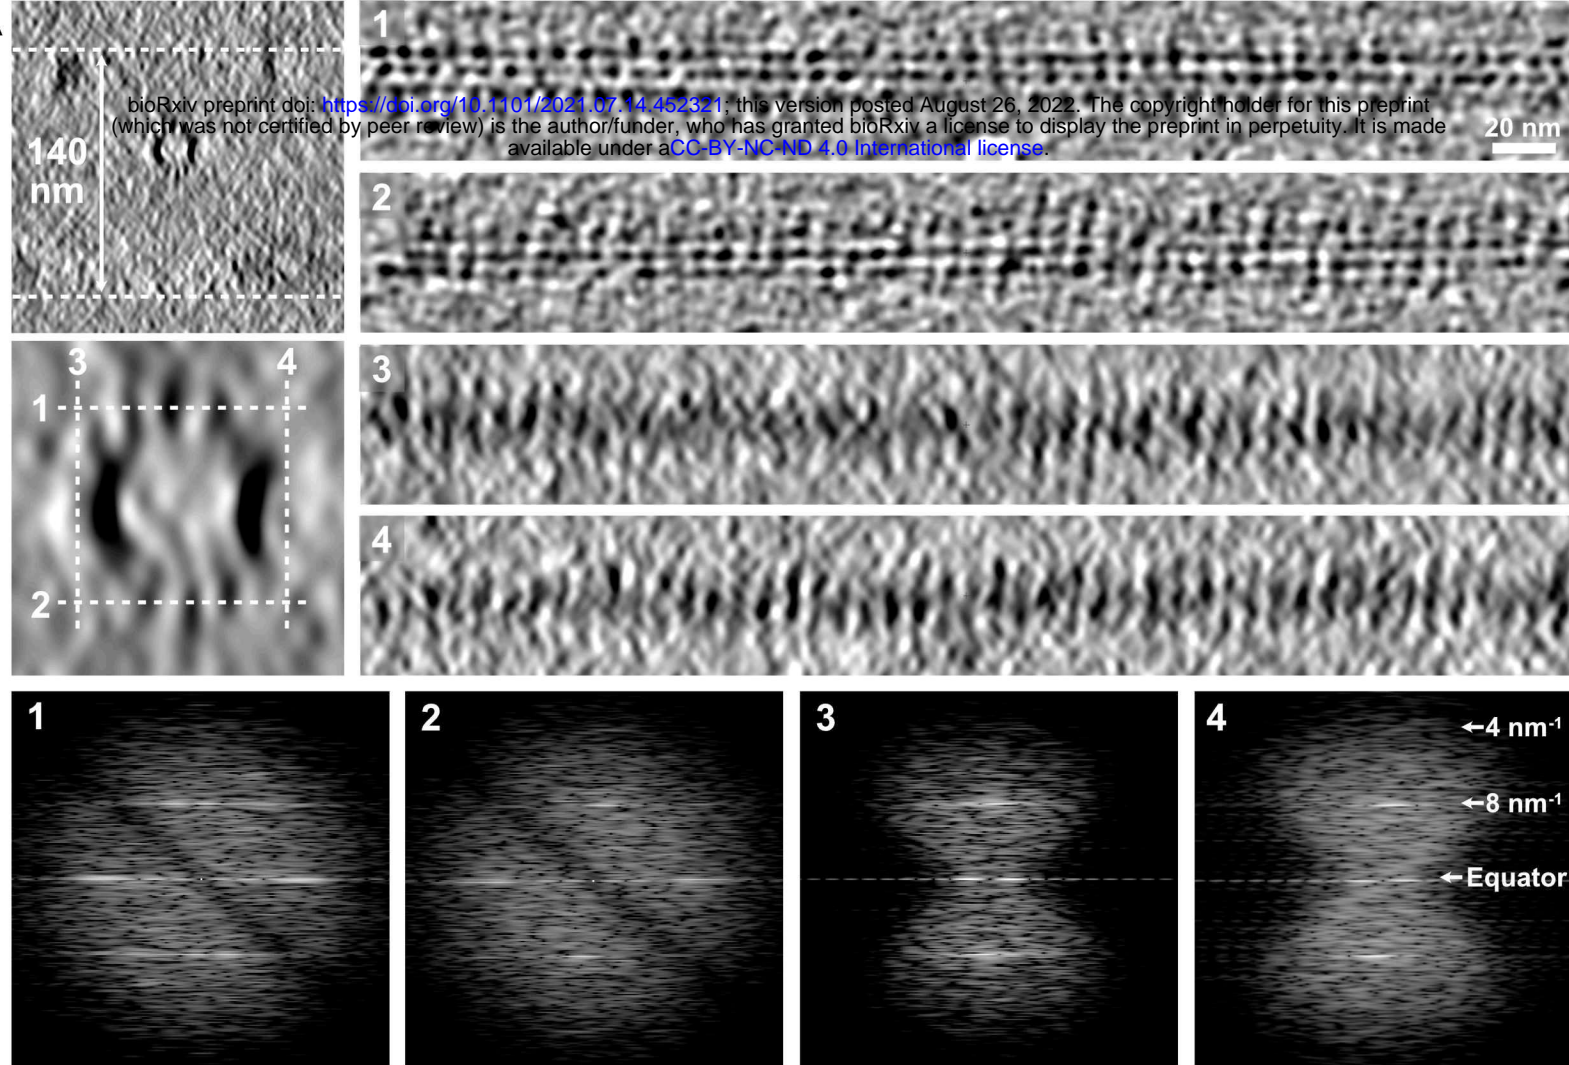 1
bioRxiv preprint doi: https://doi.org/10.1101/2021.07.14.452321; this version posted August 26, 2022. The copyright holder for this preprint
(which was not certified by peer review) is the author/funder, who has granted bioRxiv a license to display the preprint in perpetuity. It is made
available under aCC-BY-NC-ND 4.0 International license.
140
nm
20 nm
2
3 4
1
2
3
4
1
2
3
4
4 nm-1
8 nm-1
Equator